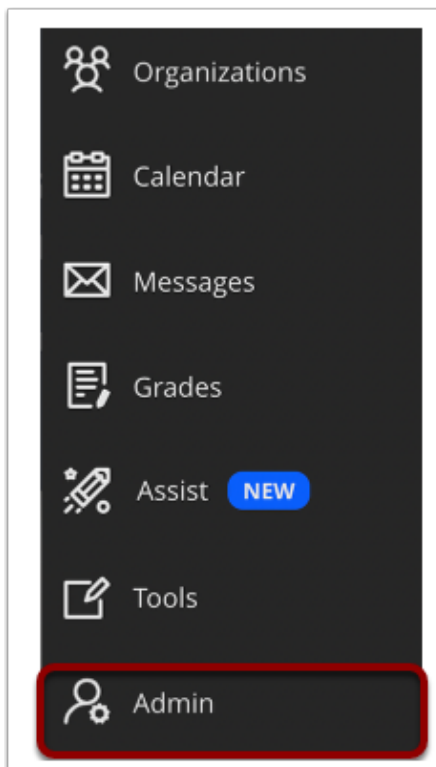 Organizations
Calendar
Messages
Grades
Assist NEW
Tools
Admin